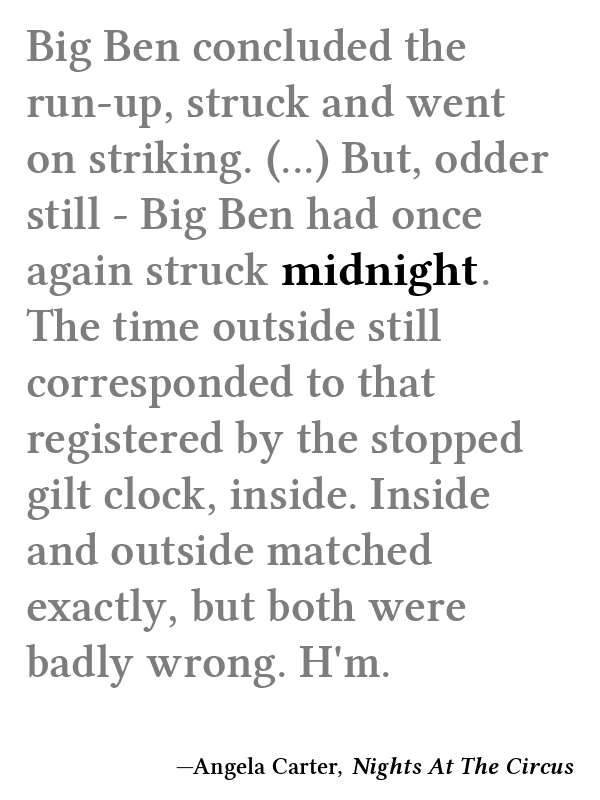 Big Ben concluded the
run-up, struck and went
on striking. (...) But, odder
still - Big Ben had once
again struck midnight.
The time outside still
corresponded to that
registered by the stopped
gilt clock, inside. Inside
and outside matched
exactly, but both were
badly wrong. H'm.
—Angela Carter, Nights At The Circus